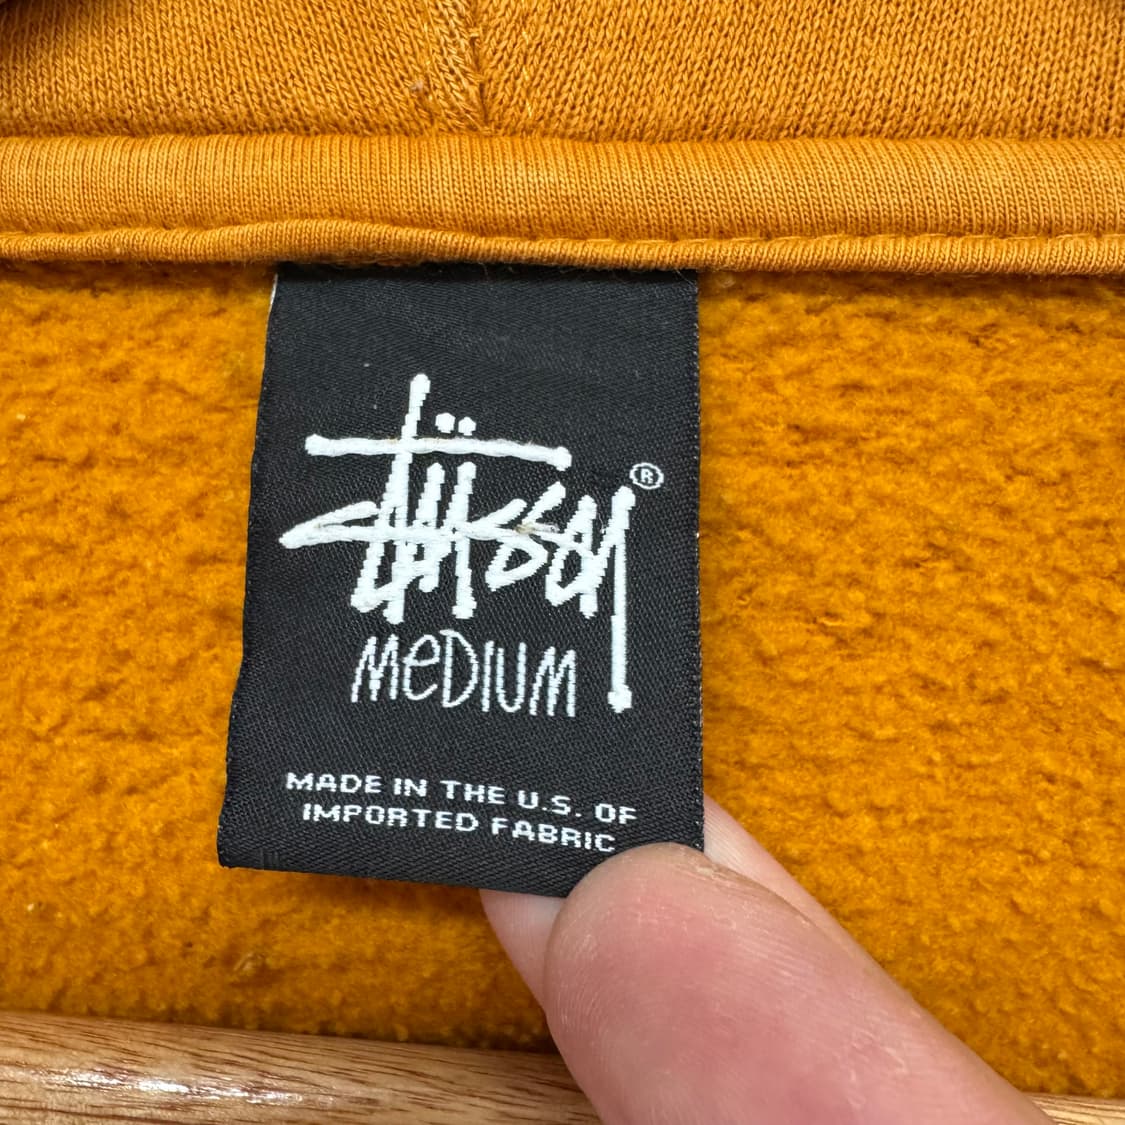 Stüssy®
MeDIUM
MADE IN THE U.S. OF
IMPORTED FABRIC